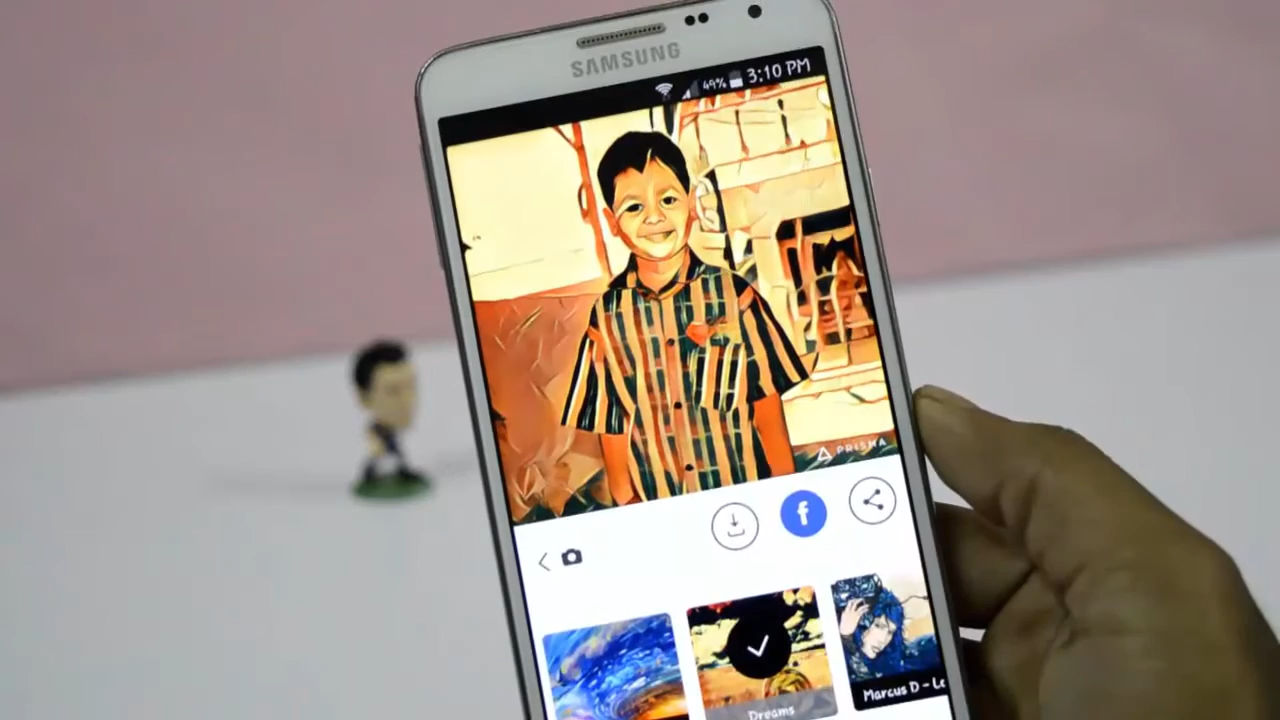 SAMSUNG
49% 3:10 PM
PRISMA
f
Dreams
Marcus D - Le